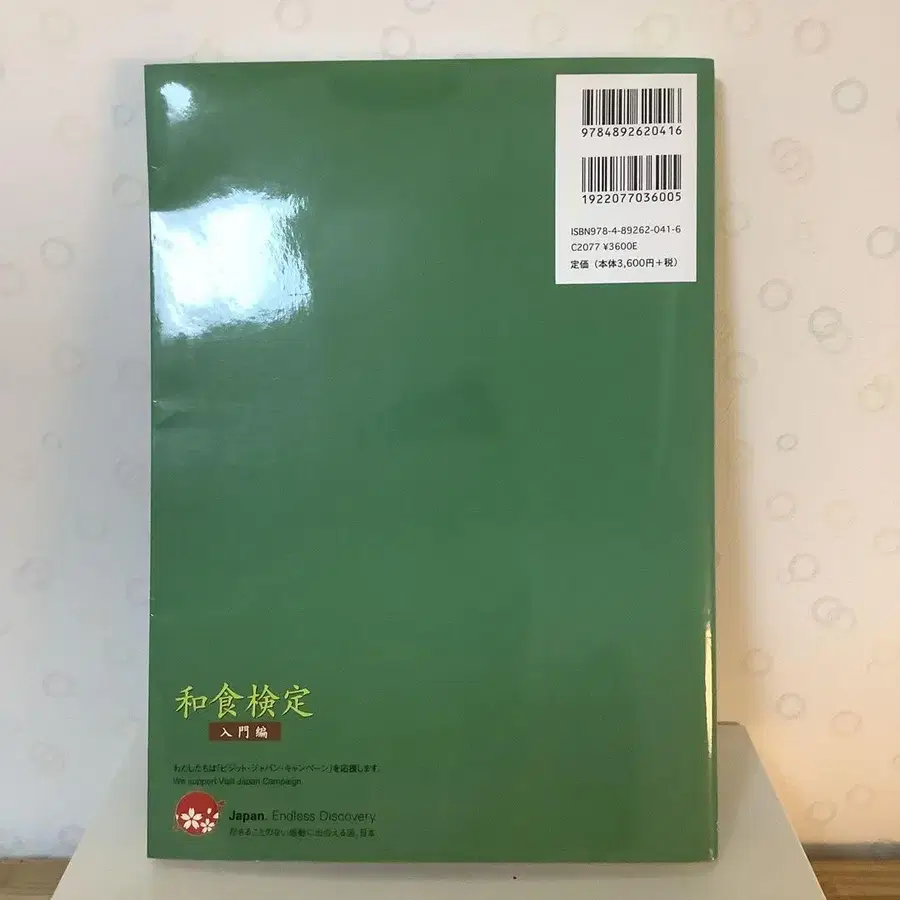 9784892620416
1922077036005
ISBN978-4-89262-041-6
C2077 ¥3600E
定価（本体3,600円＋税）
和食検定
入門編
わたしたちは「ビジット・ジャパン・キャンペーン」を応援します。
We support Visit Japan Campaign
Japan. Endless Discovery.
尽きることのない感動に出会える国、日本